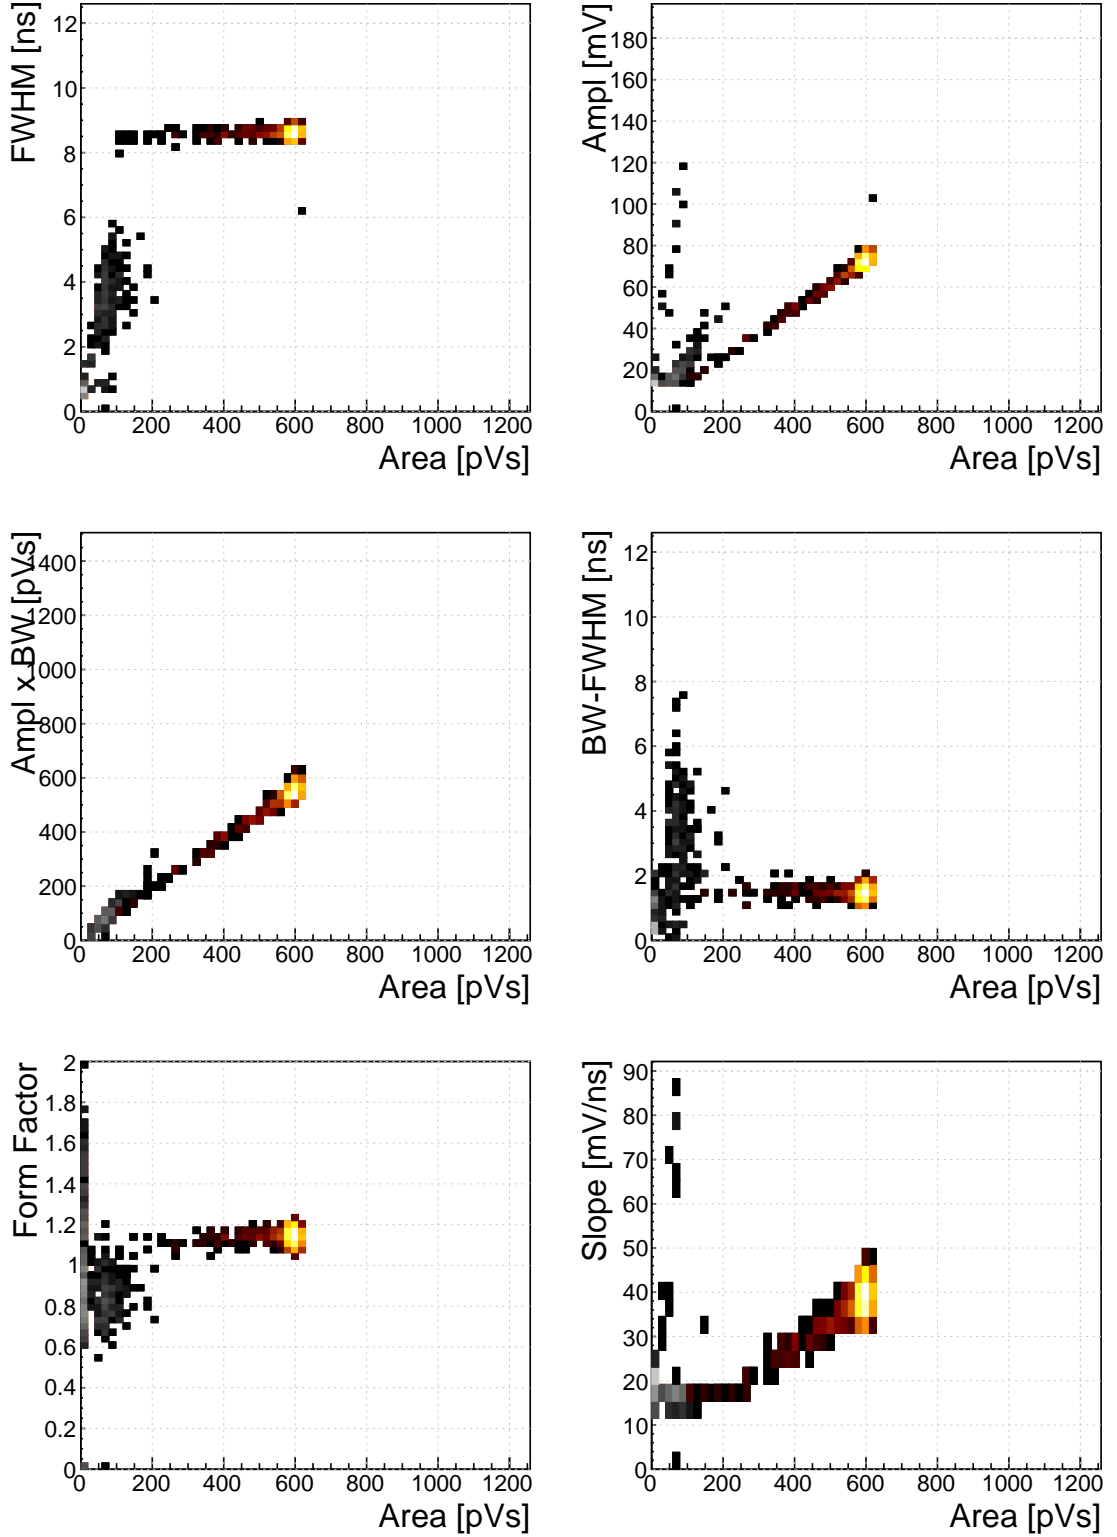 FWHM [ns]
12
10
8
6
4
2
0
0 200 400 600 800 1000 1200
Area [pVs]
Ampl [mV]
180
160
140
120
100
80
60
40
20
0
0 200 400 600 800 1000 1200
Area [pVs]
Ampl x BW [pVs]
1400
1200
1000
800
600
400
200
0
0 200 400 600 800 1000 1200
Area [pVs]
BW-FWHM [ns]
12
10
8
6
4
2
0
0 200 400 600 800 1000 1200
Area [pVs]
Form Factor
2
1.8
1.6
1.4
1.2
1
0.8
0.6
0.4
0.2
0
0 200 400 600 800 1000 1200
Area [pVs]
Slope [mV/ns]
90
80
70
60
50
40
30
20
10
0
0 200 400 600 800 1000 1200
Area [pVs]